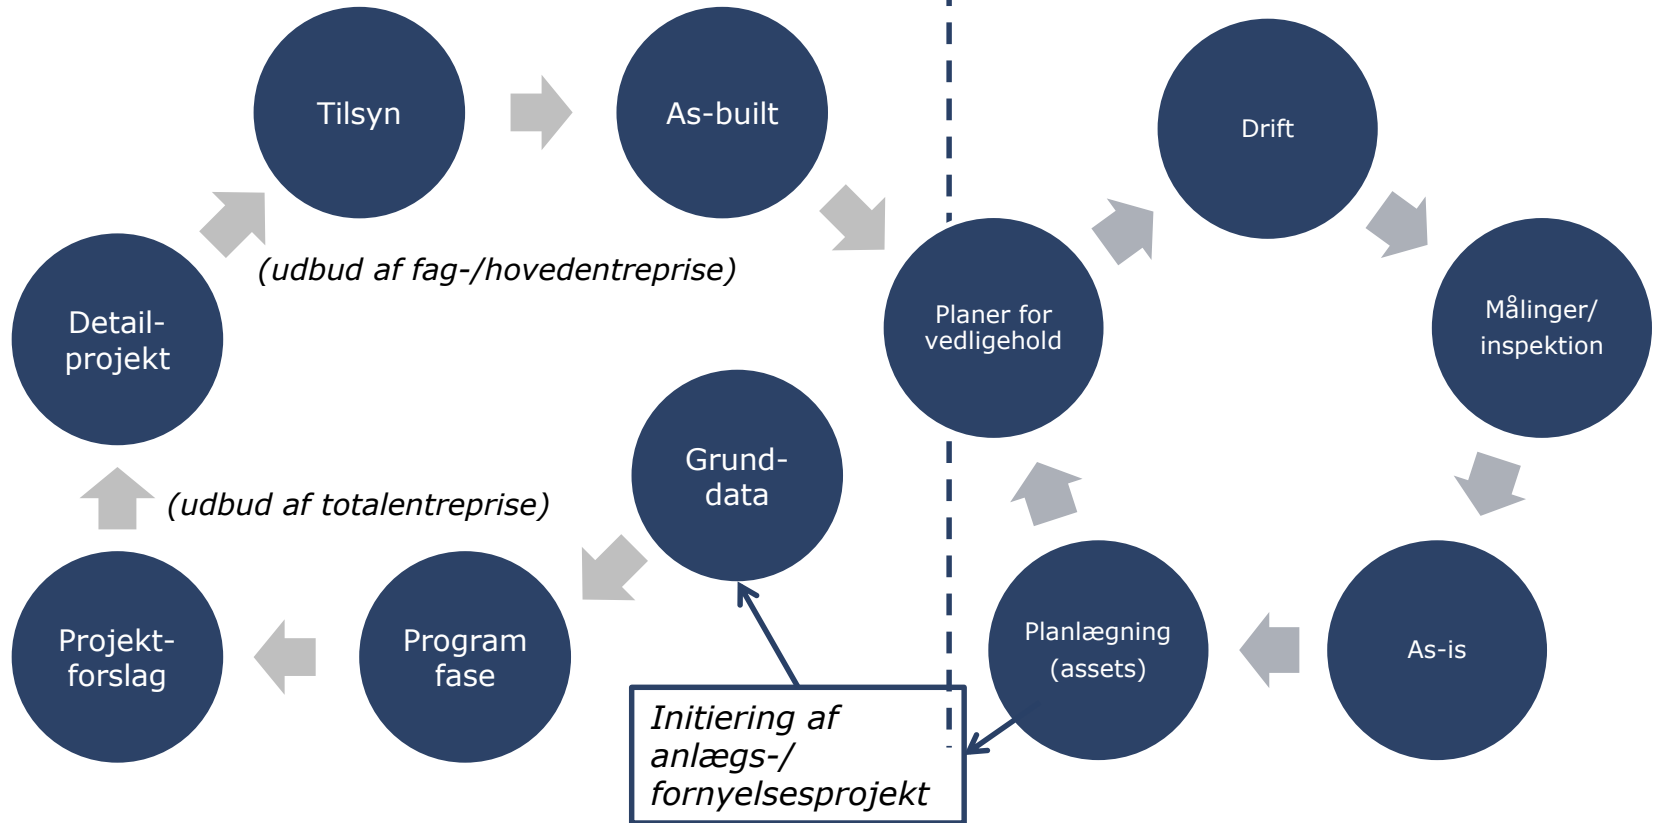 Tilsyn
As-built
Drift
(udbud af fag-/hovedentreprise)
Detail-
projekt
Planer for
vedligehold
Målinger/
inspektion
Grund-
data
(udbud af totalentreprise)
Projekt-
forslag
Program
fase
Planlægning
(assets)
As-is
Initiering af
anlægs-/
fornyelsesprojekt